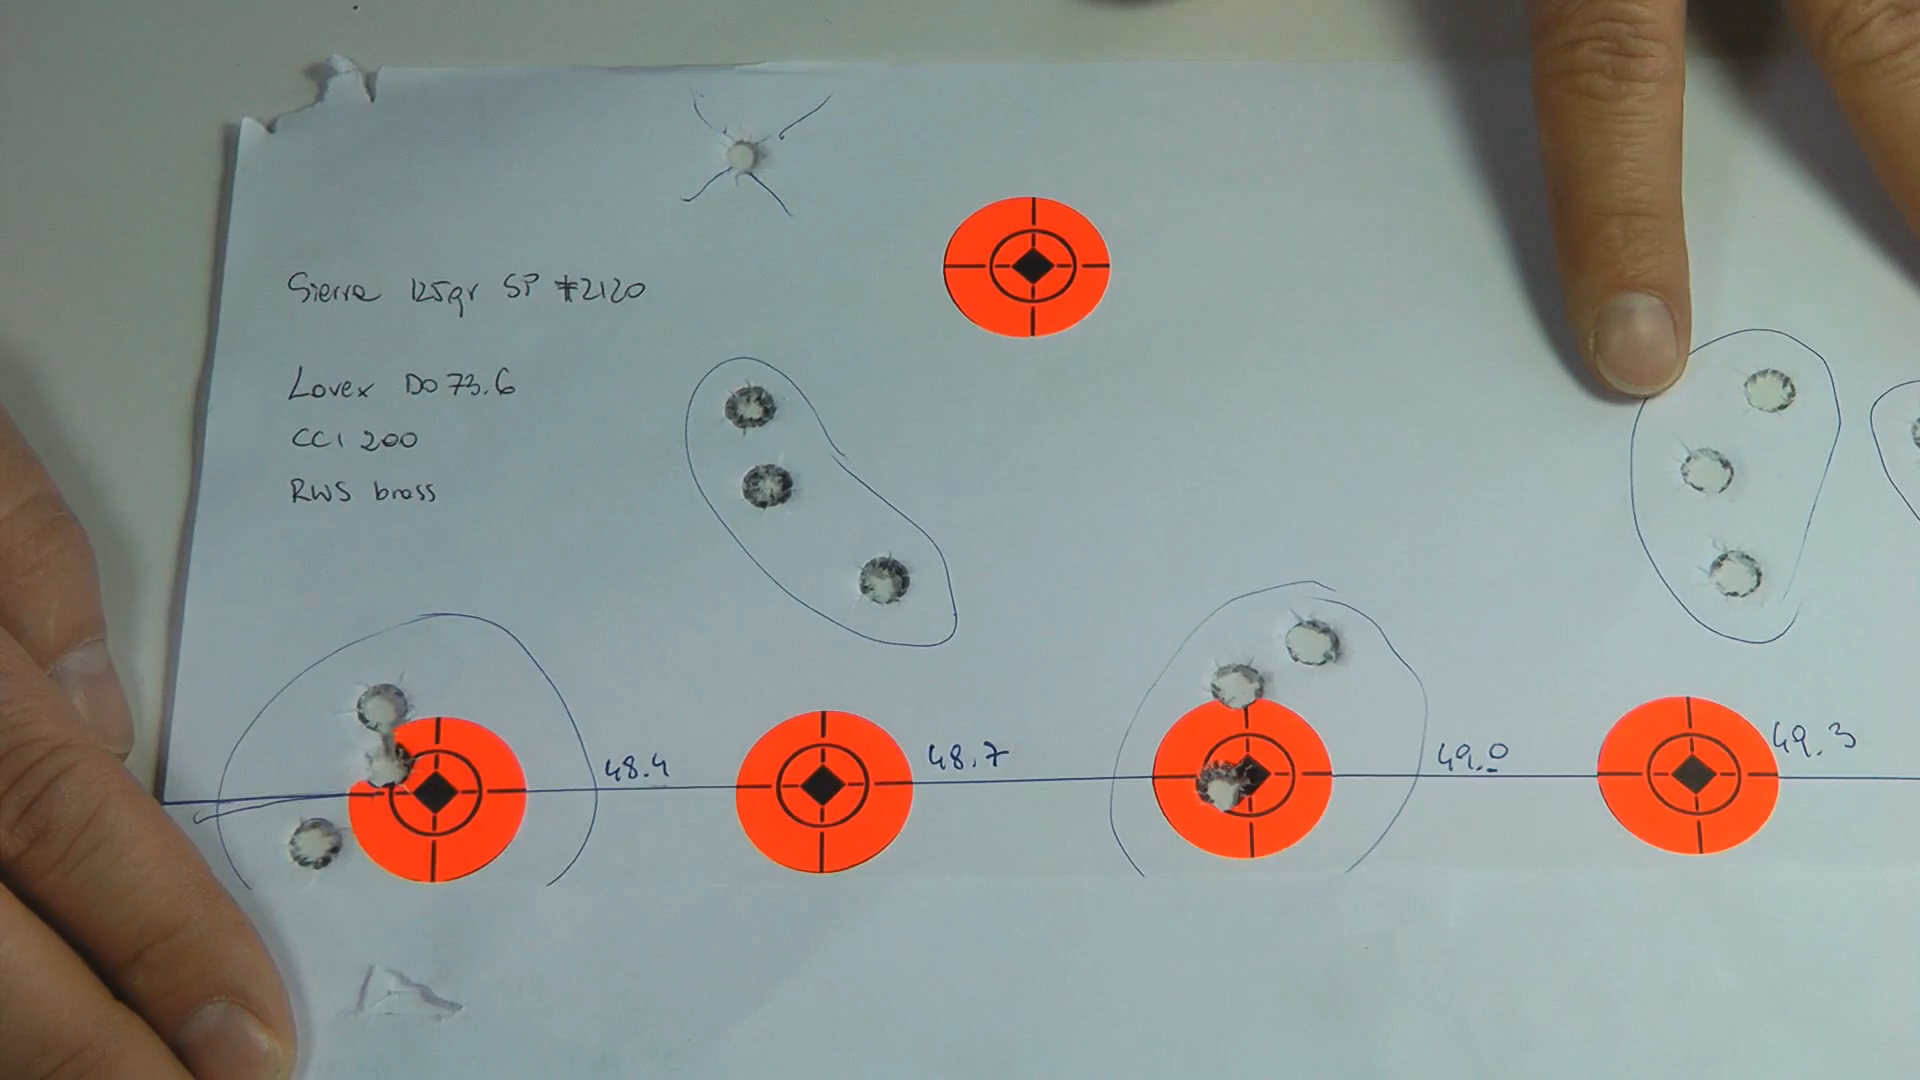 Sierra 125gr SP #2120
Lovex D073.6
CCI 200
RWS brass
48.4
48.7
49.0
49.3